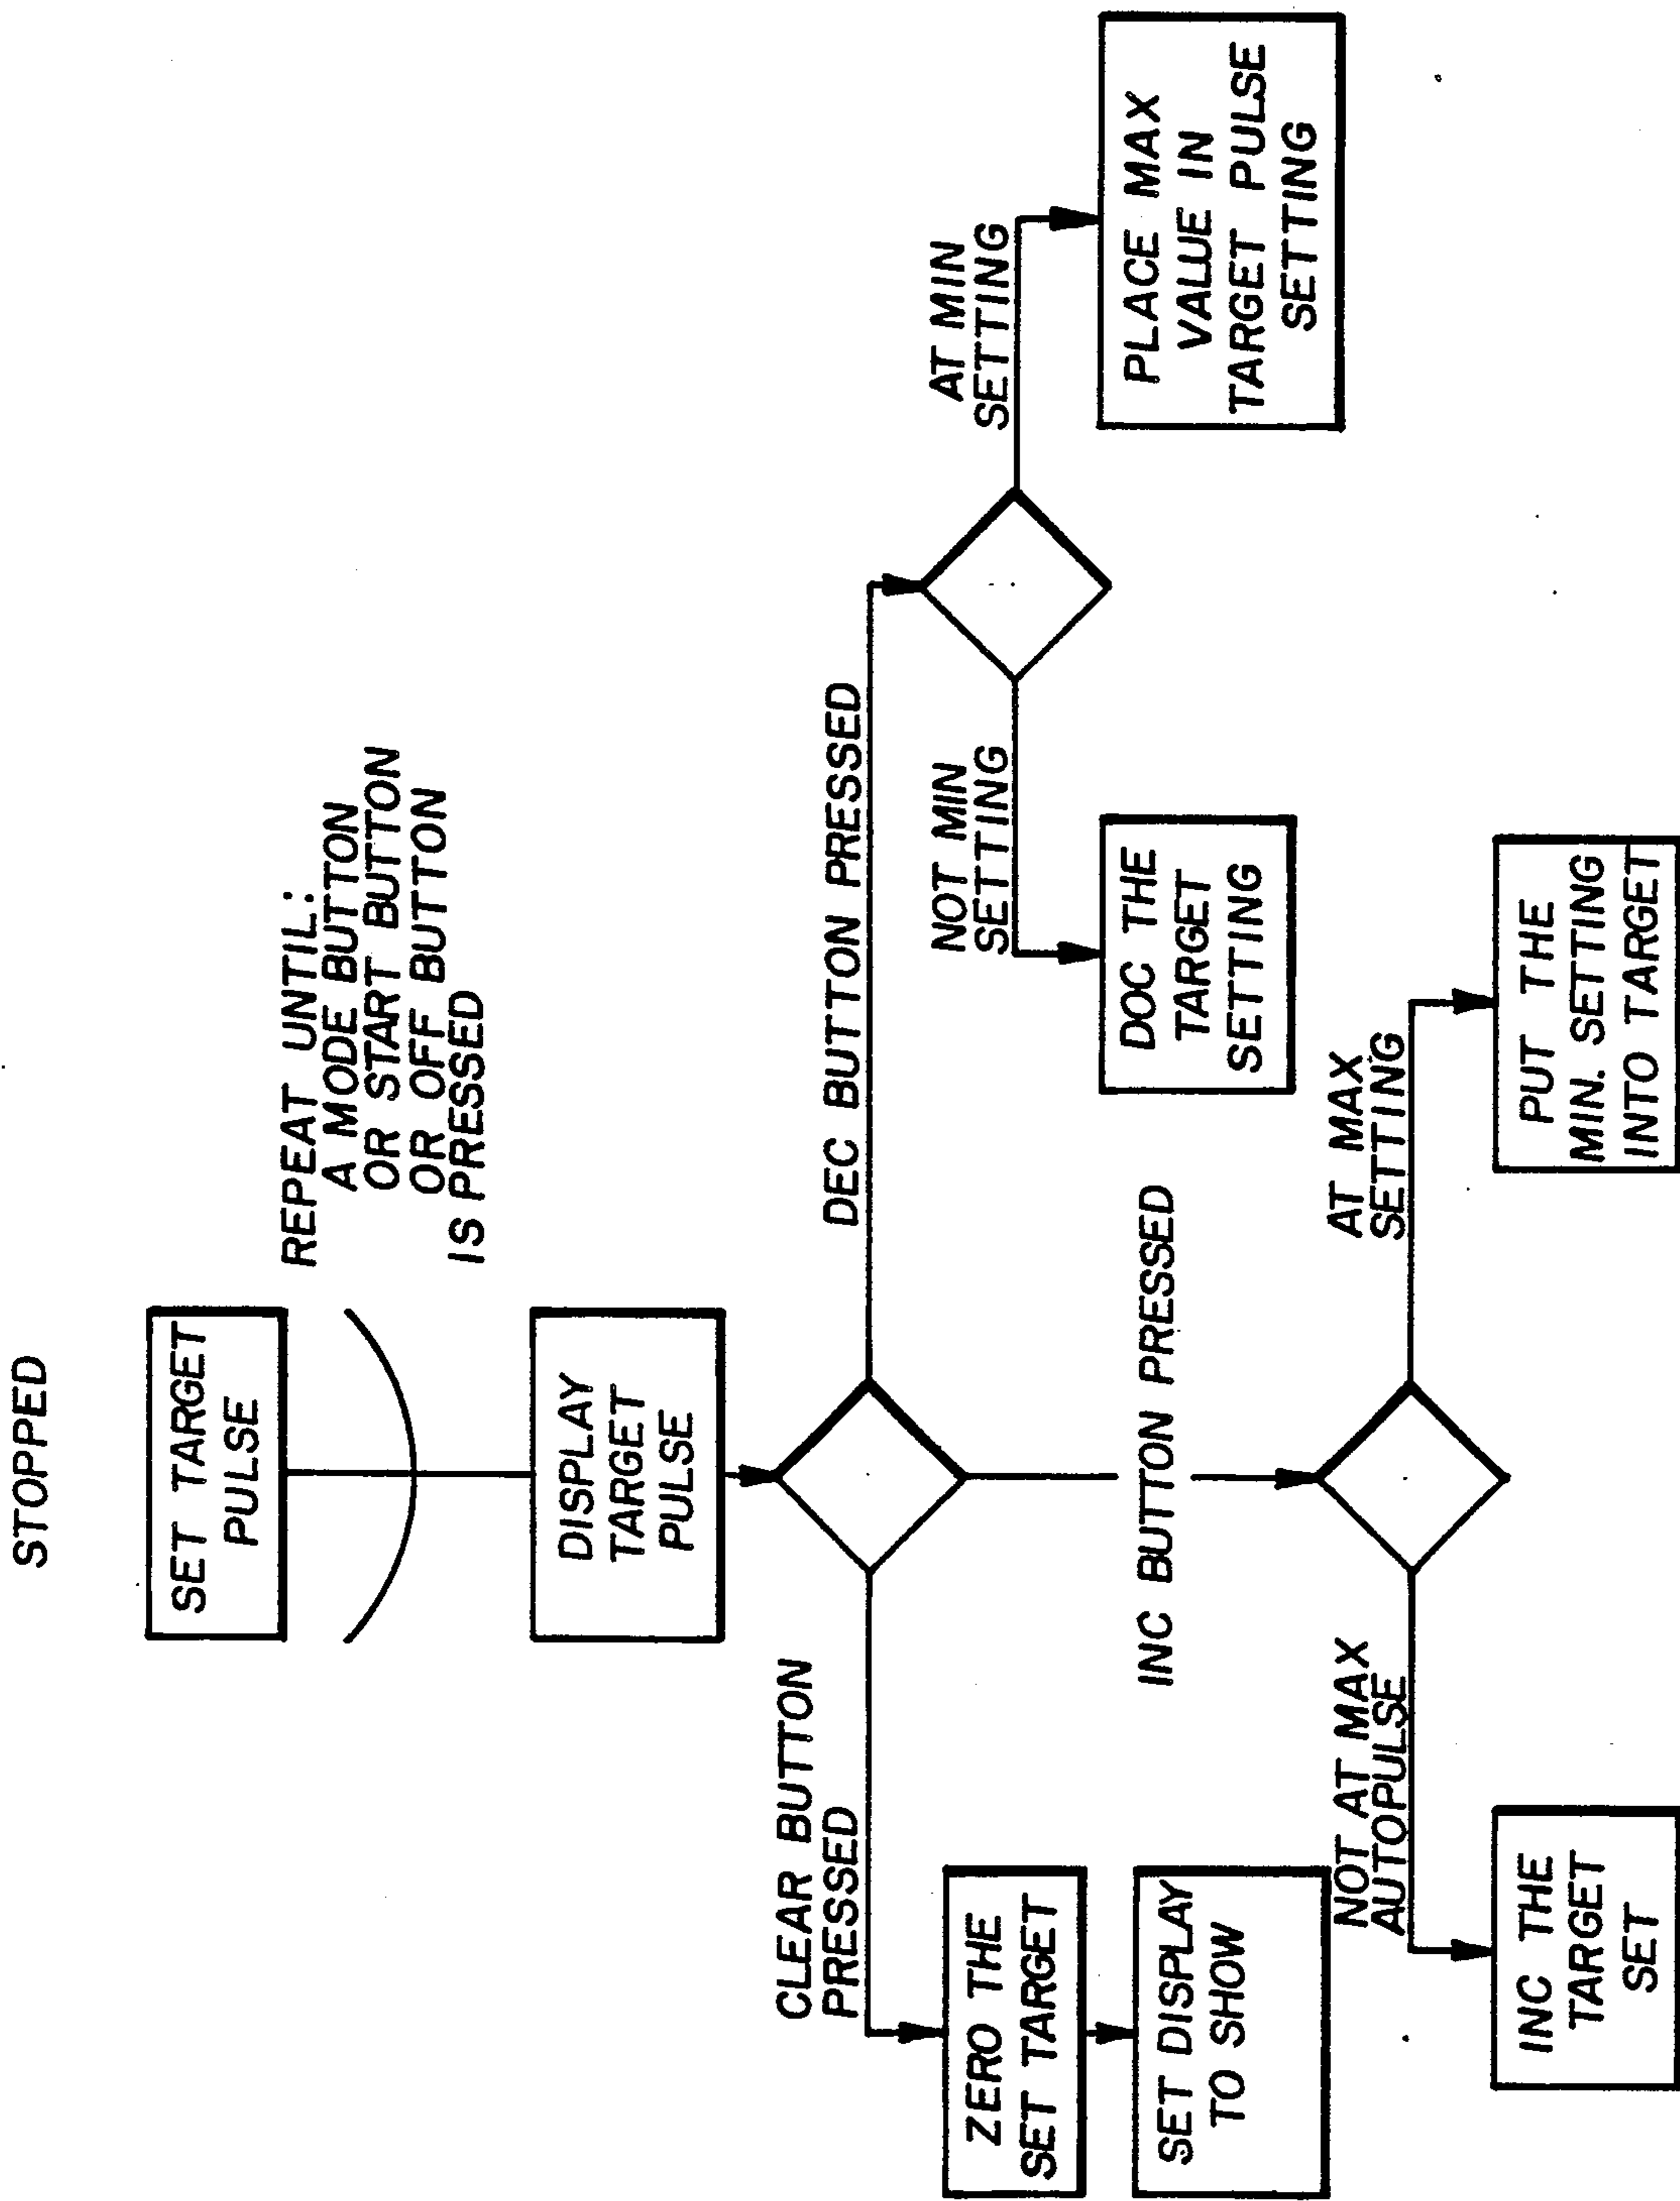 STOPPED
SET TARGET
PULSE
REPEAT UNTIL:
A MODE BUTTON
OR START BUTTON
OR OFF BUTTON
IS PRESSED
DISPLAY
TARGET
PULSE
CLEAR BUTTON
PRESSED
DEC BUTTON PRESSED
ZERO THE
SET TARGET
SET DISPLAY
TO SHOW
INC BUTTON PRESSED
NOT MIN
SETTING
AT MIN
SETTING
DOC THE
TARGET
SETTING
PLACE MAX
VALUE IN
TARGET PULSE
SETTING
NOT AT MAX
AUTOPULSE
AT MAX
SETTING
INC THE
TARGET
SET
PUT THE
MIN. SETTING
INTO TARGET